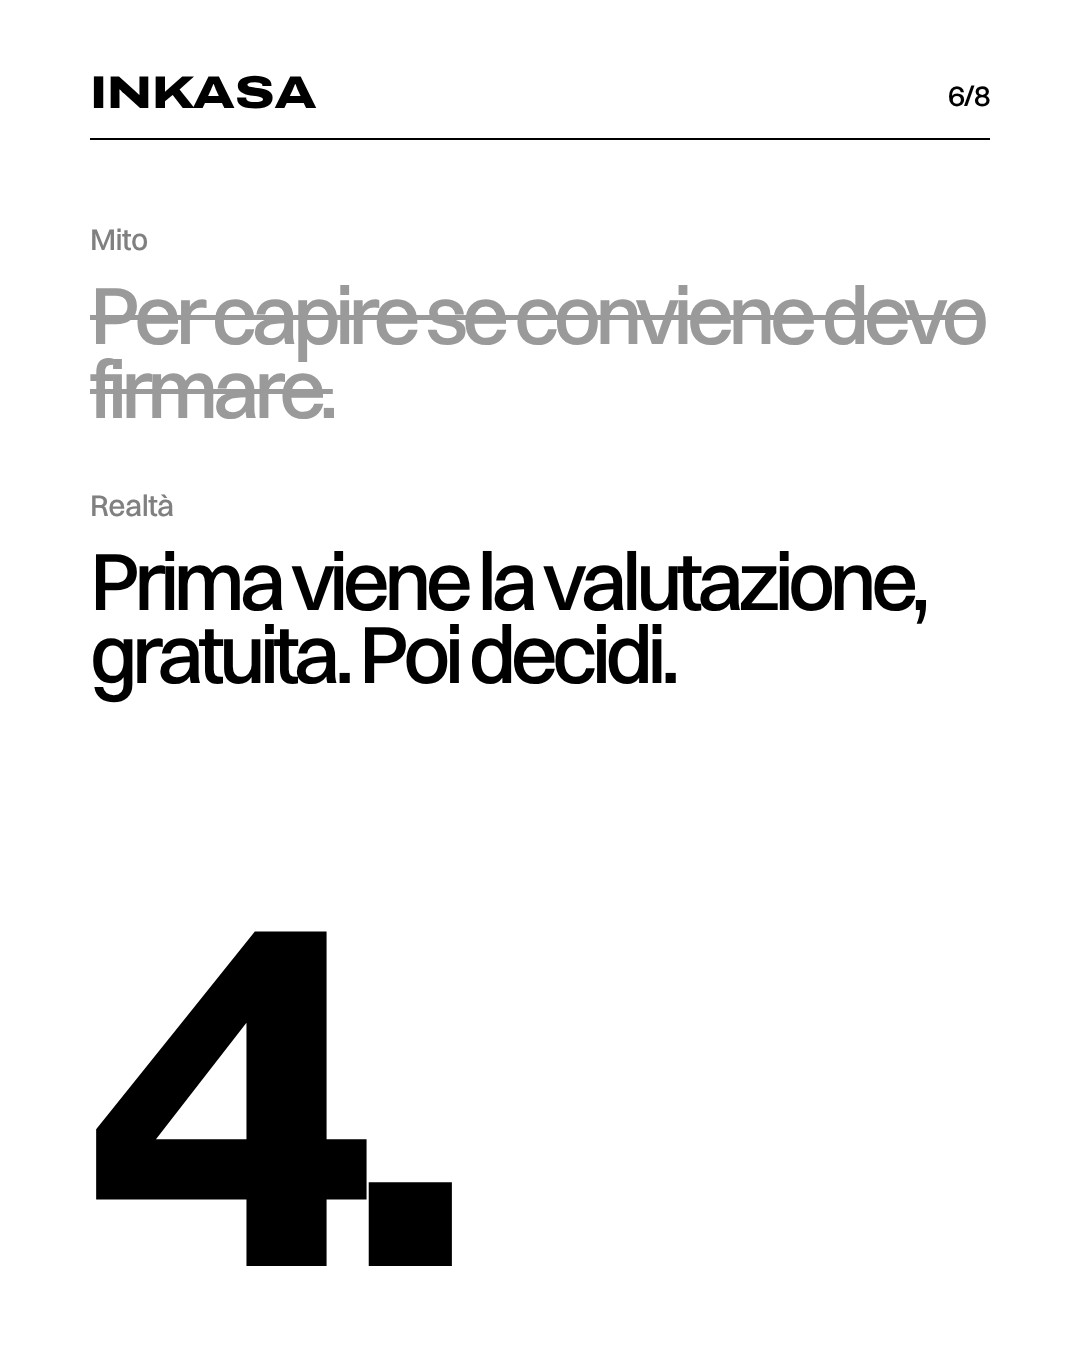 INKASA
6/8
Mito
Per capire se conviene devo
firmare.
Realtà
Prima viene la valutazione,
gratuita. Poi decidi.
4.